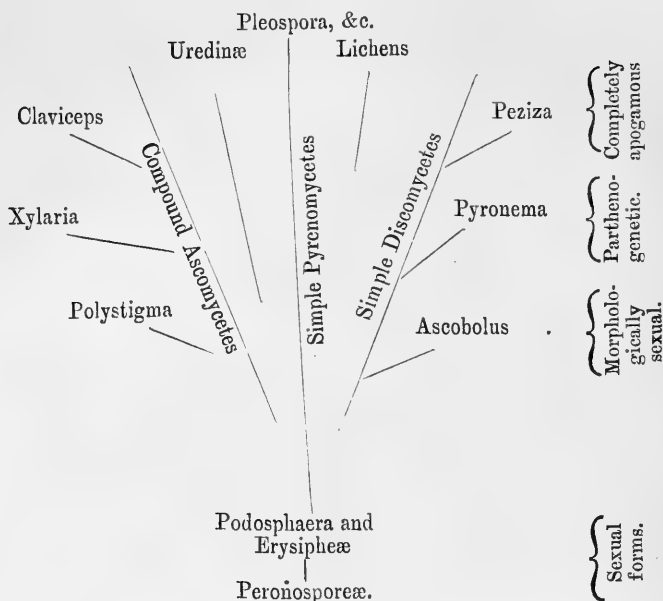 Pleospora, &c.
Uredinæ
Lichens
Claviceps
Peziza
Completely
apogamous
Compound Ascomycetes
Simple Pyrenomycetes
Simple Discomycetes
Xylaria
Pyronema
Partheno-
genetic.
Polystigma
Ascobolus
Morpholo-
gically
sexual.
Podosphaera and
Erysipheæ
Peronosporeæ.
Sexual
forms.